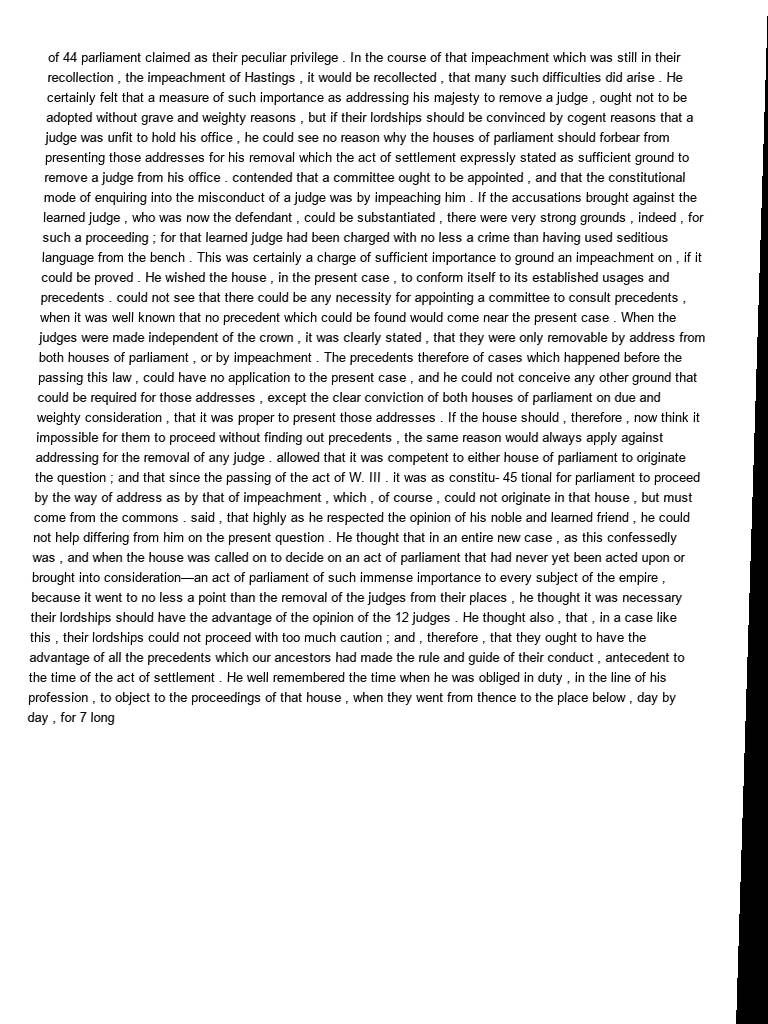 of 44 parliament claimed as their peculiar privilege . In the course of that impeachment which was still in their
recollection , the impeachment of Hastings , it would be recollected , that many such difficulties did arise . He
certainly felt that a measure of such importance as addressing his majesty to remove a judge , ought not to be
adopted without grave and weighty reasons , but if their lordships should be convinced by cogent reasons that a
judge was unfit to hold his office , he could see no reason why the houses of parliament should forbear from
presenting those addresses for his removal which the act of settlement expressly stated as sufficient ground to
remove a judge from his office . contended that a committee ought to be appointed , and that the constitutional
mode of enquiring into the misconduct of a judge was by impeaching him . If the accusations brought against the
learned judge , who was now the defendant , could be substantiated , there were very strong grounds , indeed , for
such a proceeding ; for that learned judge had been charged with no less a crime than having used seditious
language from the bench . This was certainly a charge of sufficient importance to ground an impeachment on , if it
could be proved . He wished the house , in the present case , to conform itself to its established usages and
precedents . could not see that there could be any necessity for appointing a committee to consult precedents ,
when it was well known that no precedent which could be found would come near the present case . When the
judges were made independent of the crown , it was clearly stated , that they were only removable by address from
both houses of parliament , or by impeachment . The precedents therefore of cases which happened before the
passing this law , could have no application to the present case , and he could not conceive any other ground that
could be required for those addresses , except the clear conviction of both houses of parliament on due and
weighty consideration , that it was proper to present those addresses . If the house should , therefore , now think it
impossible for them to proceed without finding out precedents , the same reason would always apply against
addressing for the removal of any judge . allowed that it was competent to either house of parliament to originate
the question ; and that since the passing of the act of W. III . it was as constitu- 45 tional for parliament to proceed
by the way of address as by that of impeachment , which , of course , could not originate in that house , but must
come from the commons . said , that highly as he respected the opinion of his noble and learned friend , he could
not help differing from him on the present question . He thought that in an entire new case , as this confessedly
was , and when the house was called on to decide on an act of parliament that had never yet been acted upon or
brought into consideration—an act of parliament of such immense importance to every subject of the empire ,
because it went to no less a point than the removal of the judges from their places , he thought it was necessary
their lordships should have the advantage of the opinion of the 12 judges . He thought also , that , in a case like
this , their lordships could not proceed with too much caution ; and , therefore , that they ought to have the
advantage of all the precedents which our ancestors had made the rule and guide of their conduct , antecedent to
the time of the act of settlement . He well remembered the time when he was obliged in duty , in the line of his
profession , to object to the proceedings of that house , when they went from thence to the place below , day by
day , for 7 long